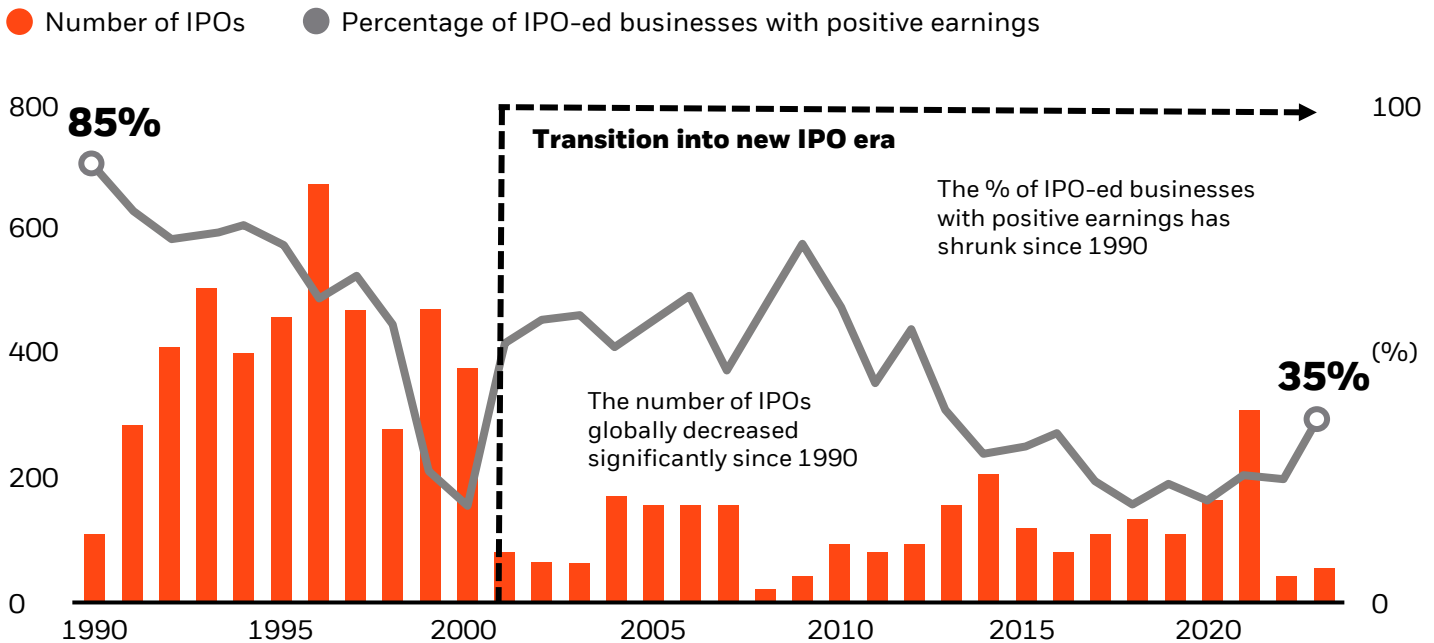 Number of IPOs
Percentage of IPO-ed businesses with positive earnings
800
85%
100
Transition into new IPO era
The % of IPO-ed businesses
with positive earnings has
shrunk since 1990
600
400
(%)
35%
The number of IPOs
globally decreased
significantly since 1990
200
0
0
1990
1995
2000
2005
2010
2015
2020